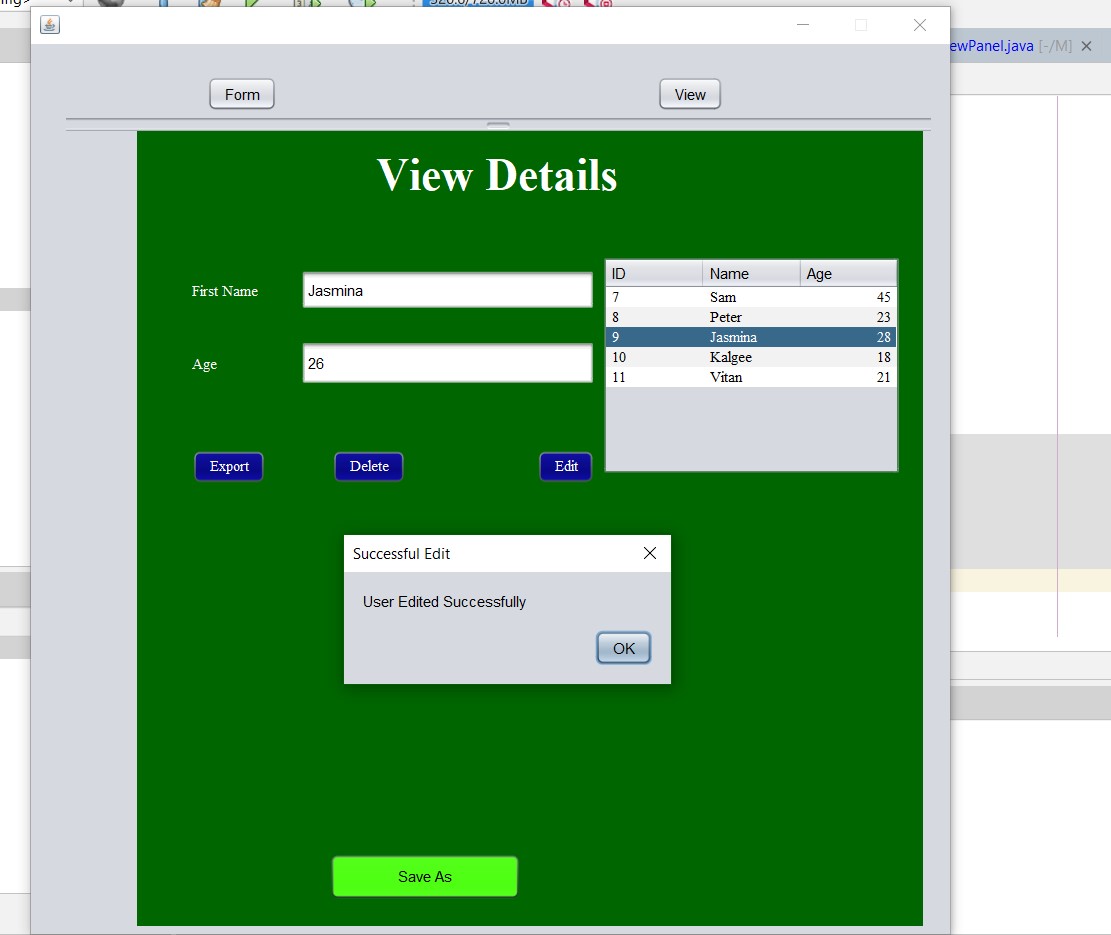 ewPanel.java [-/M]
Form
View
View Details
First Name
Jasmina
Age
26
ID Name Age
7 Sam 45
8 Peter 23
9 Jasmina 28
10 Kalgee 18
11 Vitan 21
Export
Delete
Edit
Successful Edit
User Edited Successfully
OK
Save As